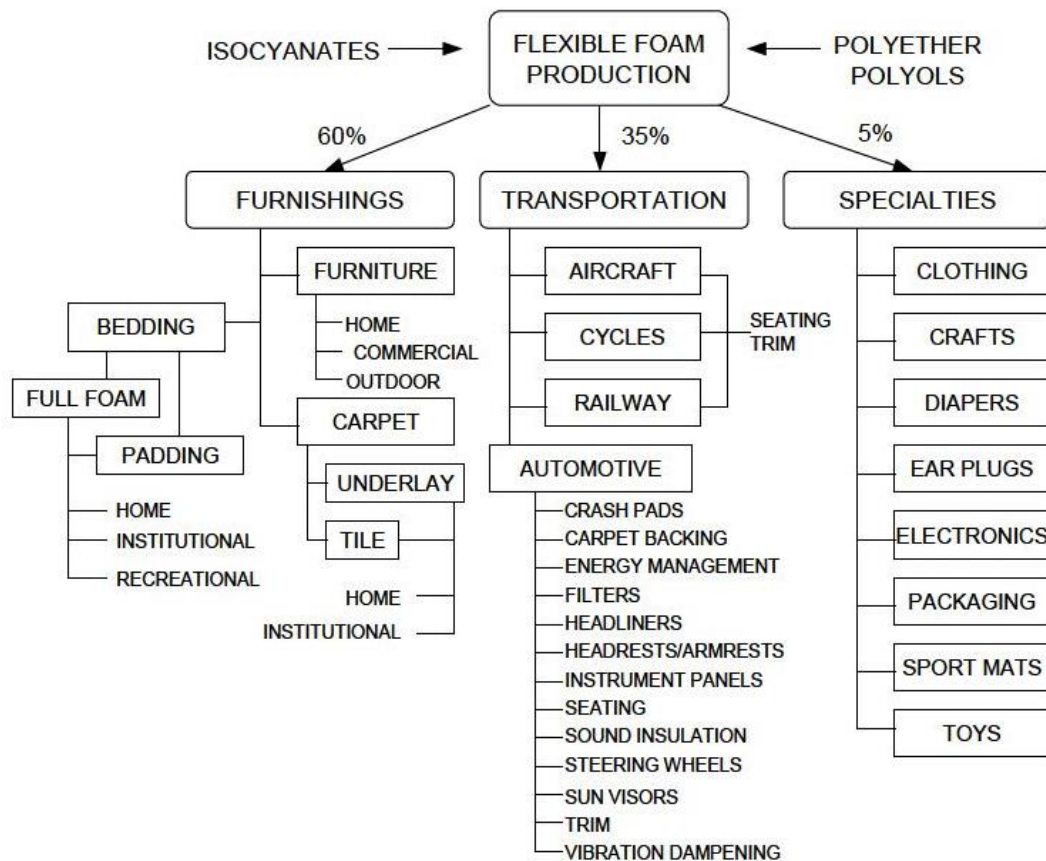 ISOCYANATES
FLEXIBLE FOAM
PRODUCTION
POLYETHER
POLYOLS
60%
35%
5%
FURNISHINGS
TRANSPORTATION
SPECIALTIES
FURNITURE
HOME
COMMERCIAL
OUTDOOR
BEDDING
FULL FOAM
PADDING
HOME
INSTITUTIONAL
RECREATIONAL
CARPET
UNDERLAY
TILE
HOME
INSTITUTIONAL
AIRCRAFT
CYCLES
RAILWAY
SEATING
TRIM
AUTOMOTIVE
CRASH PADS
CARPET BACKING
ENERGY MANAGEMENT
FILTERS
HEADLINERS
HEADRESTS/ARMRESTS
INSTRUMENT PANELS
SEATING
SOUND INSULATION
STEERING WHEELS
SUN VISORS
TRIM
VIBRATION DAMPENING
CLOTHING
CRAFTS
DIAPERS
EAR PLUGS
ELECTRONICS
PACKAGING
SPORT MATS
TOYS